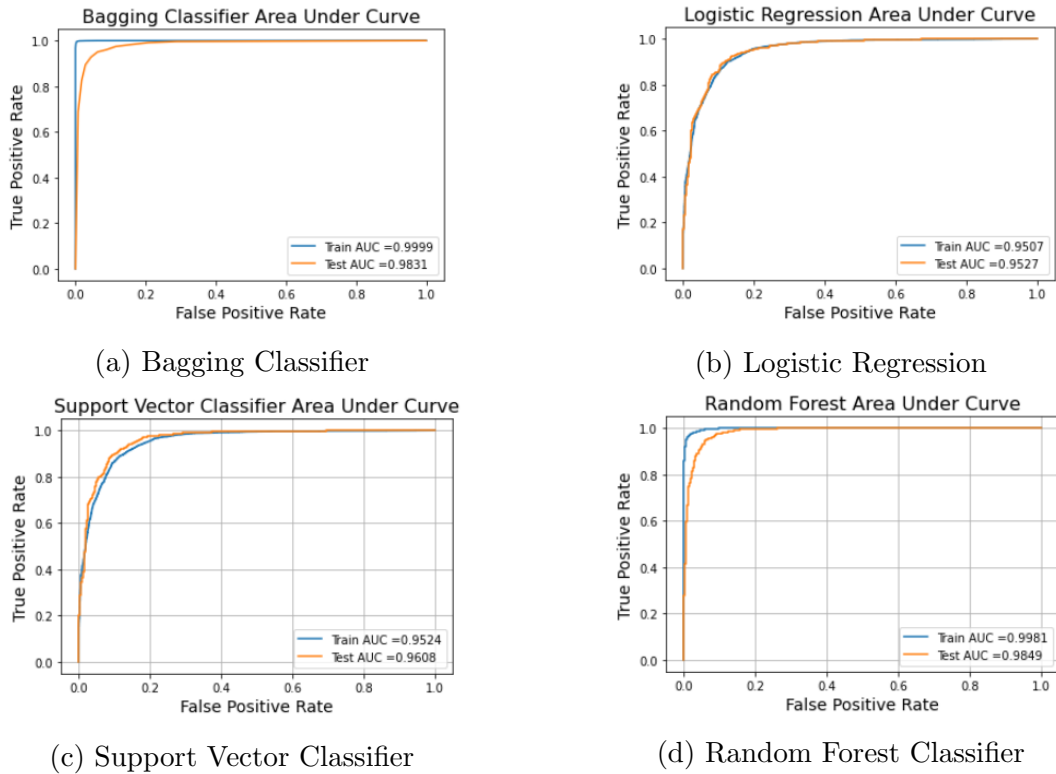 Bagging Classifier Area Under Curve
1.0
0.8
0.6
0.4
0.2
0.0
True Positive Rate
Train AUC =0.9999
Test AUC =0.9831
0.0 0.2 0.4 0.6 0.8 1.0
False Positive Rate
(a) Bagging Classifier
Logistic Regression Area Under Curve
1.0
0.8
0.6
0.4
0.2
0.0
True Positive Rate
Train AUC =0.9507
Test AUC =0.9527
0.0 0.2 0.4 0.6 0.8 1.0
False Positive Rate
(b) Logistic Regression
Support Vector Classifier Area Under Curve
1.0
0.8
0.6
0.4
0.2
0.0
True Positive Rate
Train AUC =0.9524
Test AUC =0.9608
0.0 0.2 0.4 0.6 0.8 1.0
False Positive Rate
(c) Support Vector Classifier
Random Forest Area Under Curve
1.0
0.8
0.6
0.4
0.2
0.0
True Positive Rate
Train AUC =0.9981
Test AUC =0.9849
0.0 0.2 0.4 0.6 0.8 1.0
False Positive Rate
(d) Random Forest Classifier